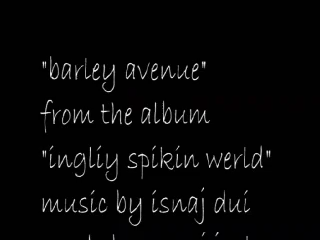 "barley avenue"
from the album
"ingliy spikin werld"
music by isnaj dui